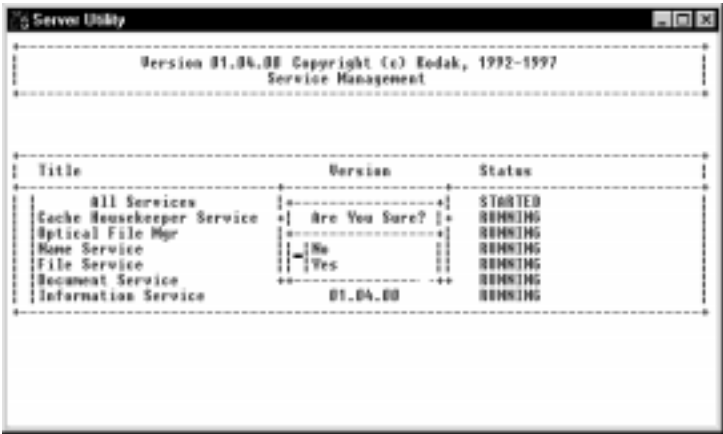 Server Utility
Version 01.04.00 Copyright (c) Kodak, 1992-1997
Service Management
Title Version Status
All Services STARTED
Cache Housekeeper Service Are You Sure? RUNNING
Optical File Mgr RUNNING
Name Service No RUNNING
File Service Yes RUNNING
Document Service RUNNING
Information Service 01.04.00 RUNNING